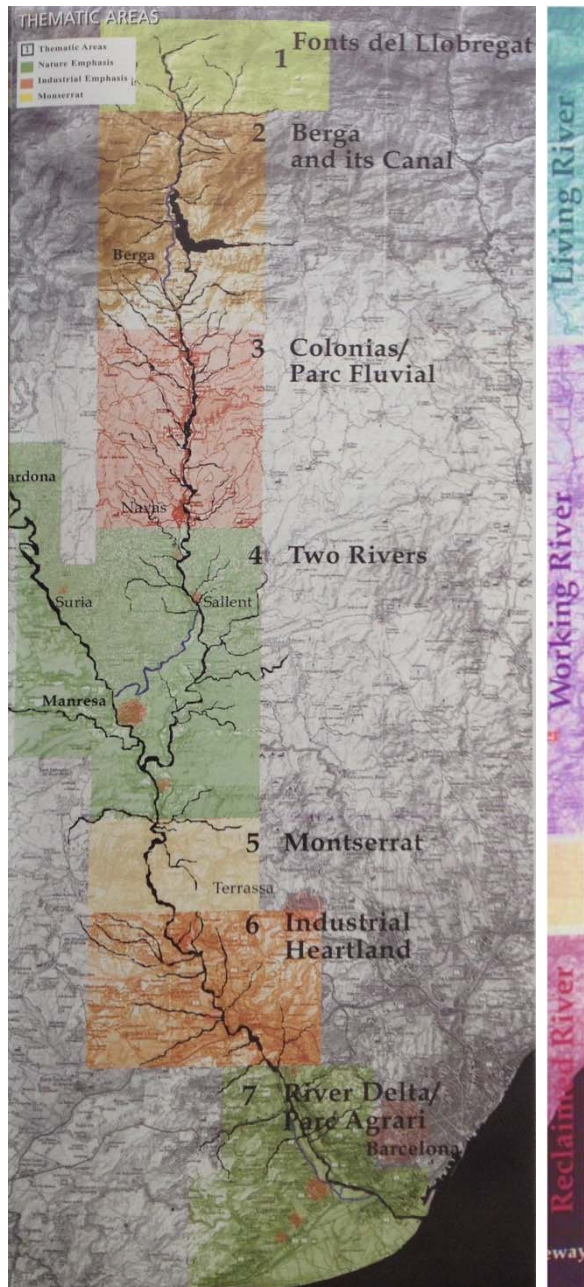 THEMATIC AREAS
1 Thematic Areas
Nature Emphasis
Industrial Emphasis
Monserrat
1 Fonts del Llobregat
2 Berga
and its Canal
Berga
3 Colonias/
Parc Fluvial
Navas
ardona
4 Two Rivers
Suria
Sallent
Manresa
5 Montserrat
Terrassa
6 Industrial
Heartland
7 River Delta/
Parc Agrari
Barcelona
Living River
Working River
Reclaimed River
eway